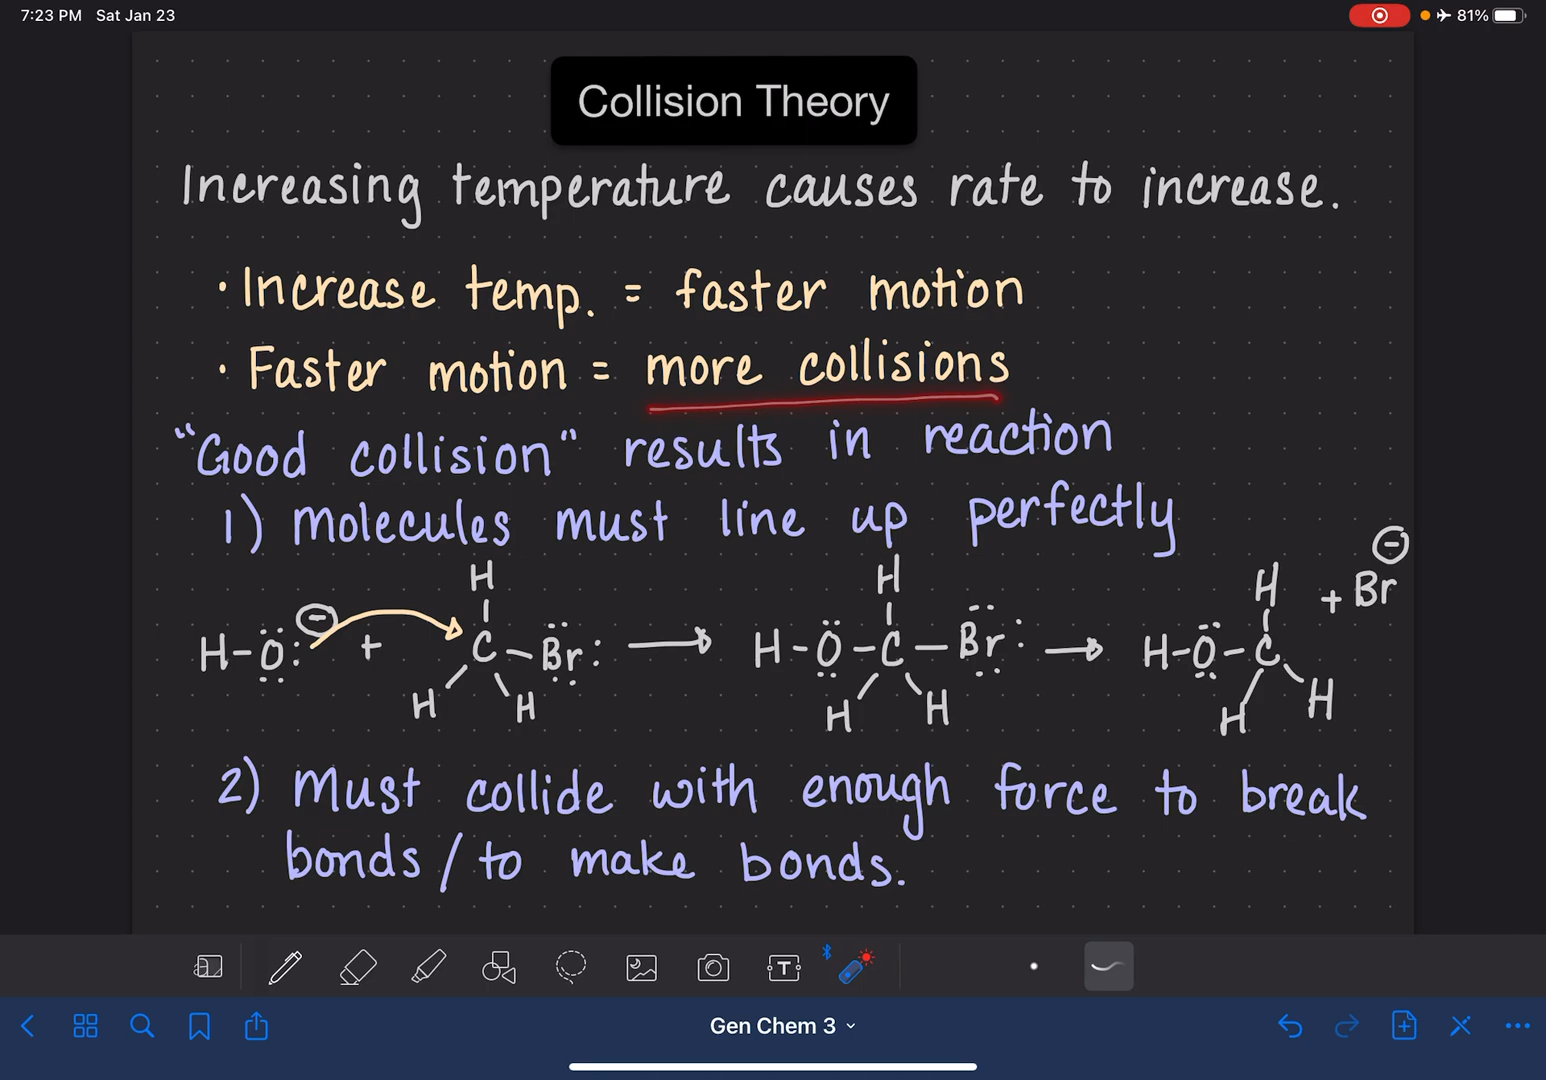 7:23 PM Sat Jan 23
81%
Collision Theory
Increasing temperature causes rate to increase.
· Increase temp. = faster motion
· Faster motion = more collisions
"Good collision" results in reaction
1) Molecules must line up perfectly
H H H + Br ⊖
H-O: ⊖ + C-Br: → H-O-C-Br: → H-O-C
H H H H H H
2) Must collide with enough force to break
bonds / to make bonds.
T
Gen Chem 3